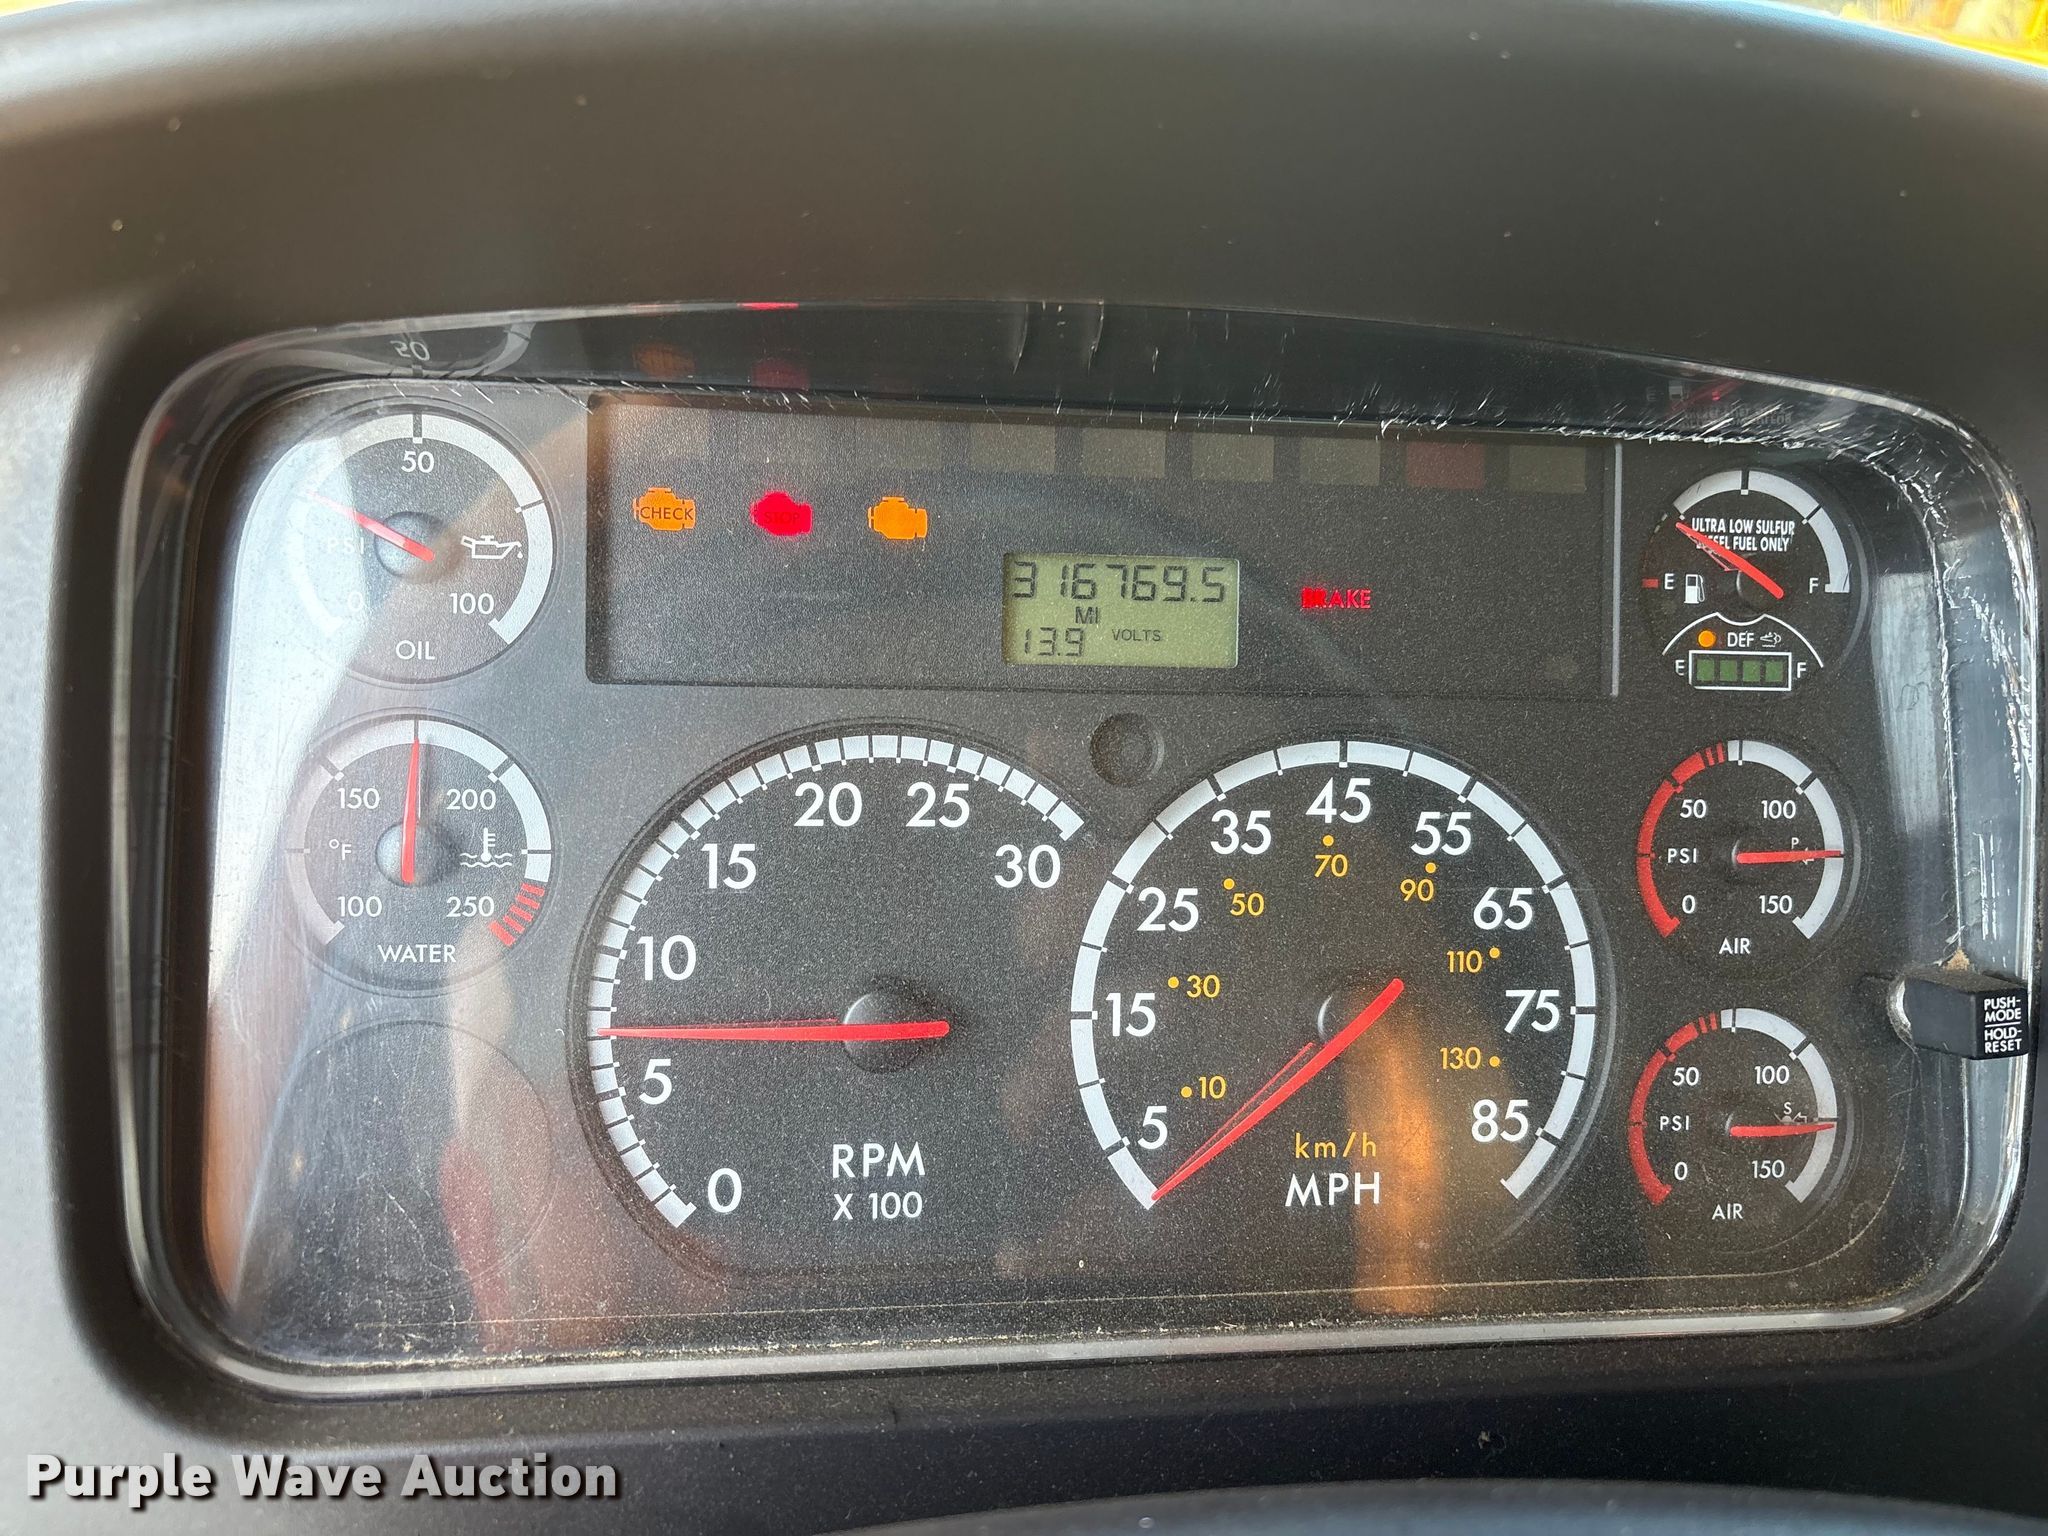 50
PSI
0
100
OIL
CHECK
STOP
316769.5
MI
13.9 VOLTS
BRAKE
ULTRA LOW SULFUR
DIESEL FUEL ONLY
E
F
DEF
E
F
150
200
°F
100
250
WATER
0
5
10
15
20
25
30
RPM
X 100
5
15
25
35
45
55
65
75
85
10
30
50
70
90
110
130
km/h
MPH
50
100
P
PSI
0
150
AIR
50
100
S
PSI
0
150
AIR
PUSH-
MODE
HOLD-
RESET
Purple Wave Auction